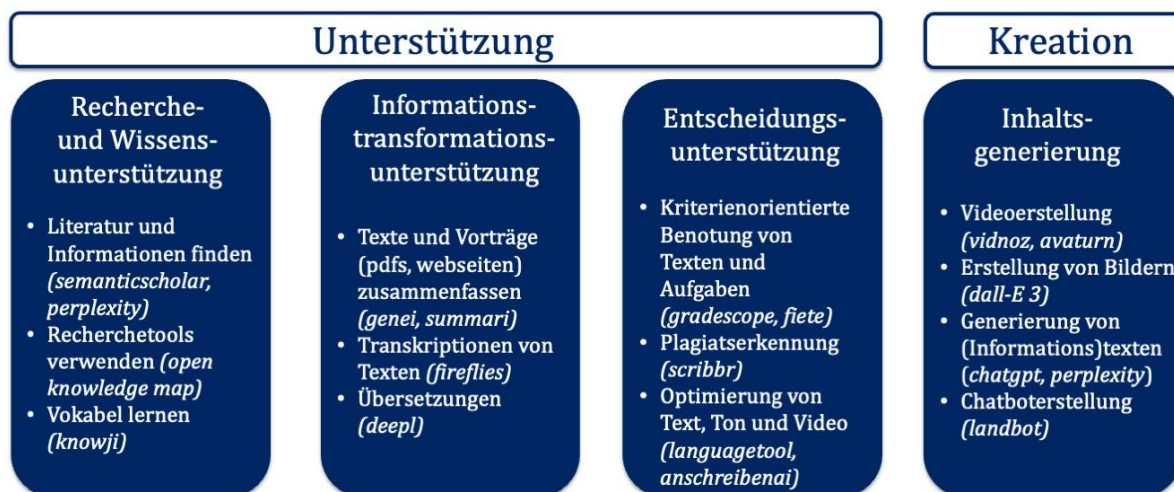 Unterstützung
Kreation
Recherche-
und Wissens-
unterstützung
• Literatur und
Informationen finden
(semanticscholar,
perplexity)
• Recherchetools
verwenden (open
knowledge map)
• Vokabel lernen
(knowji)
Informations-
transformations-
unterstützung
• Texte und Vorträge
(pdfs, webseiten)
zusammenfassen
(genei, summari)
• Transkriptionen von
Texten (fireflies)
• Übersetzungen
(deepl)
Entscheidungs-
unterstützung
• Kriterienorientierte
Benotung von
Texten und
Aufgaben
(gradescope, fiete)
• Plagiatserkennung
(scribbr)
• Optimierung von
Text, Ton und Video
(languagetool,
anschreibenai)
Inhalts-
generierung
• Videoerstellung
(vidnoz, avaturn)
• Erstellung von Bildern
(dall-E 3)
• Generierung von
(Informations)texten
(chatgpt, perplexity)
• Chatboterstellung
(landbot)